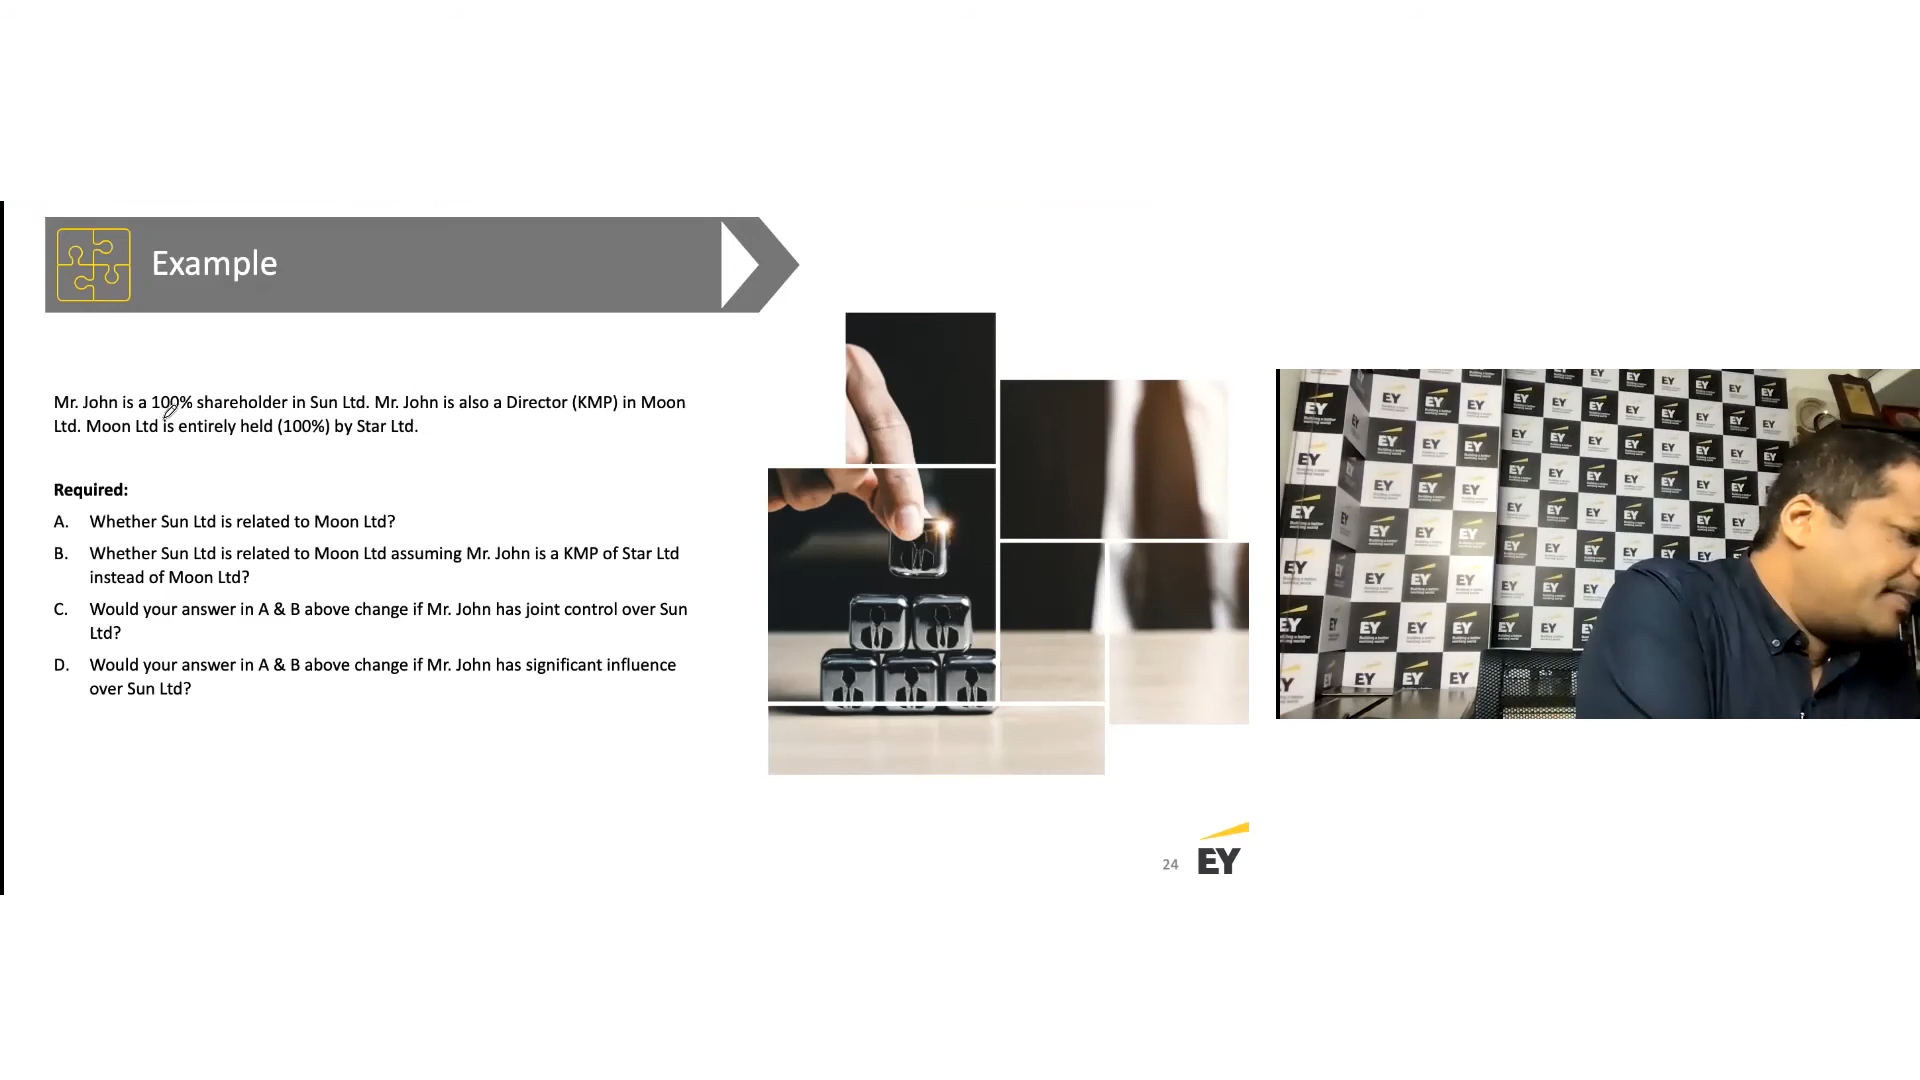 Example
Mr. John is a 100% shareholder in Sun Ltd. Mr. John is also a Director (KMP) in Moon
Ltd. Moon Ltd is entirely held (100%) by Star Ltd.
Required:
A. Whether Sun Ltd is related to Moon Ltd?
B. Whether Sun Ltd is related to Moon Ltd assuming Mr. John is a KMP of Star Ltd
instead of Moon Ltd?
C. Would your answer in A & B above change if Mr. John has joint control over Sun
Ltd?
D. Would your answer in A & B above change if Mr. John has significant influence
over Sun Ltd?
24
EY